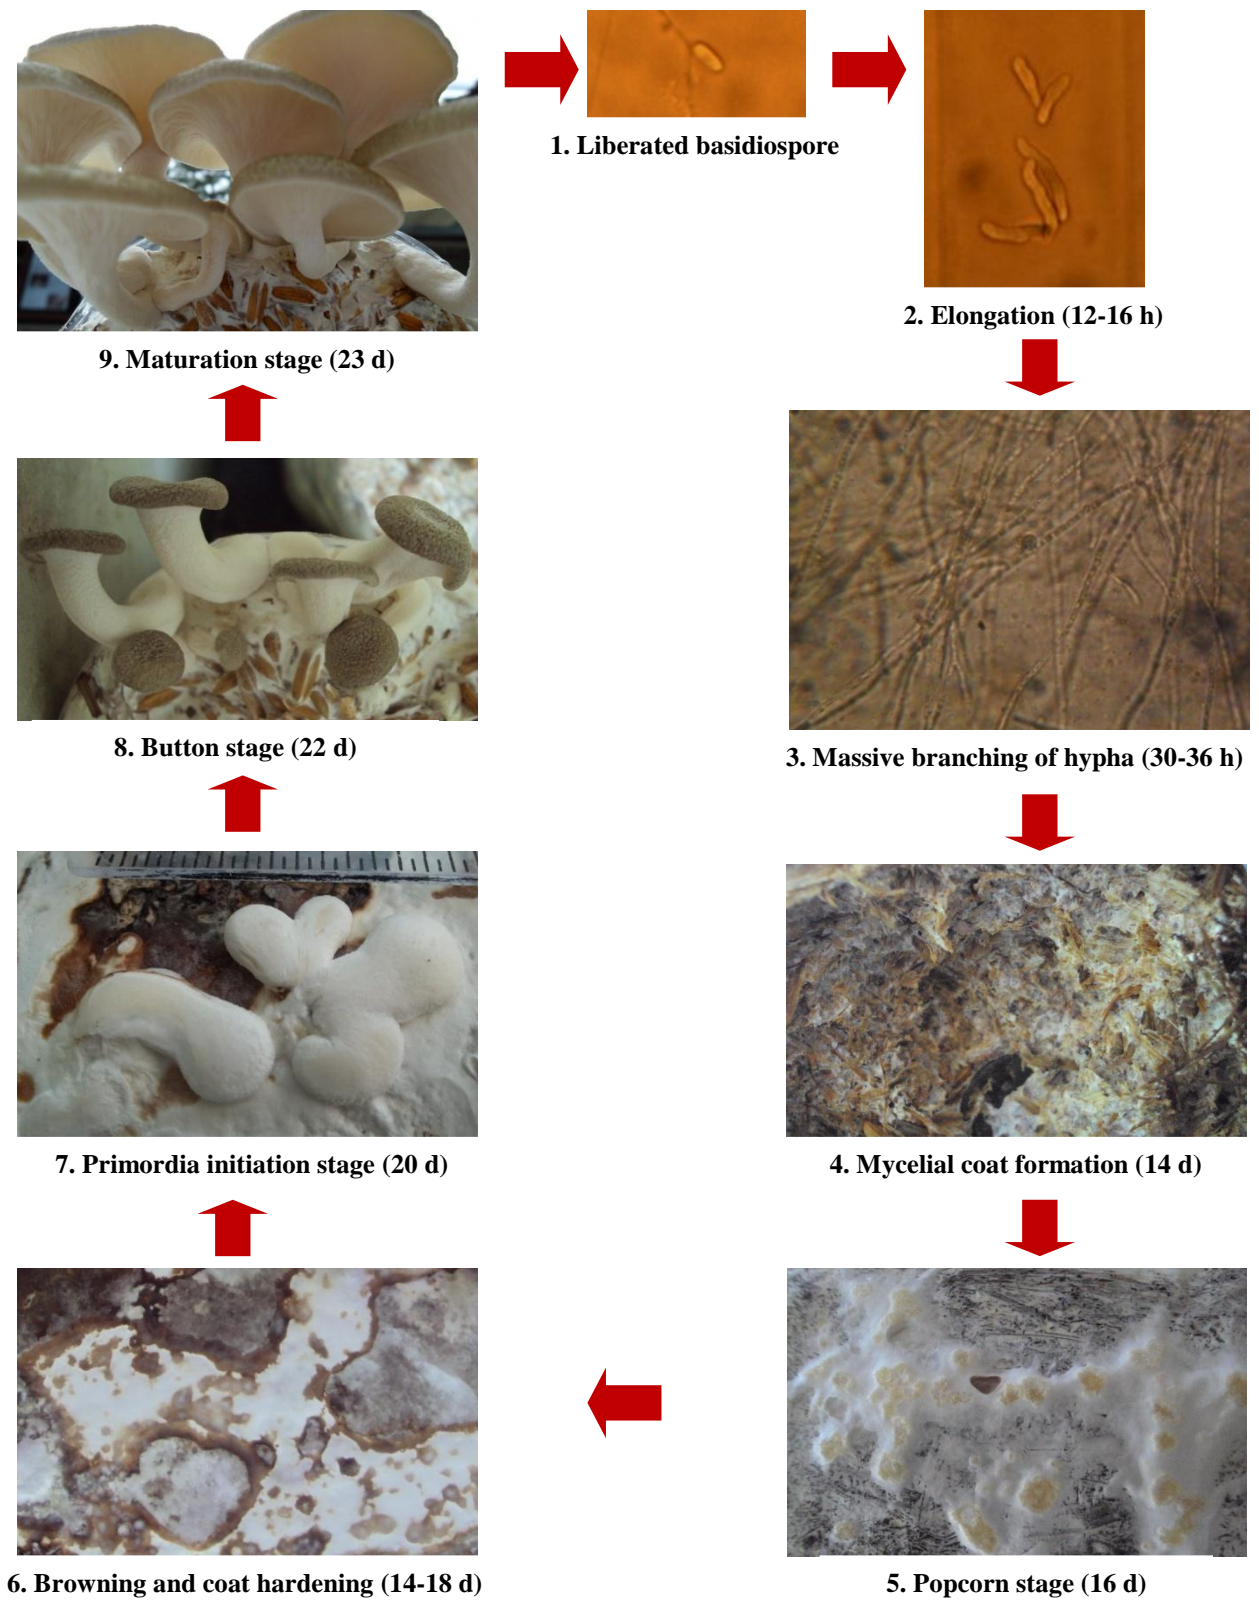 1. Liberated basidiospore
2. Elongation (12-16 h)
3. Massive branching of hypha (30-36 h)
4. Mycelial coat formation (14 d)
5. Popcorn stage (16 d)
6. Browning and coat hardening (14-18 d)
7. Primordia initiation stage (20 d)
8. Button stage (22 d)
9. Maturation stage (23 d)